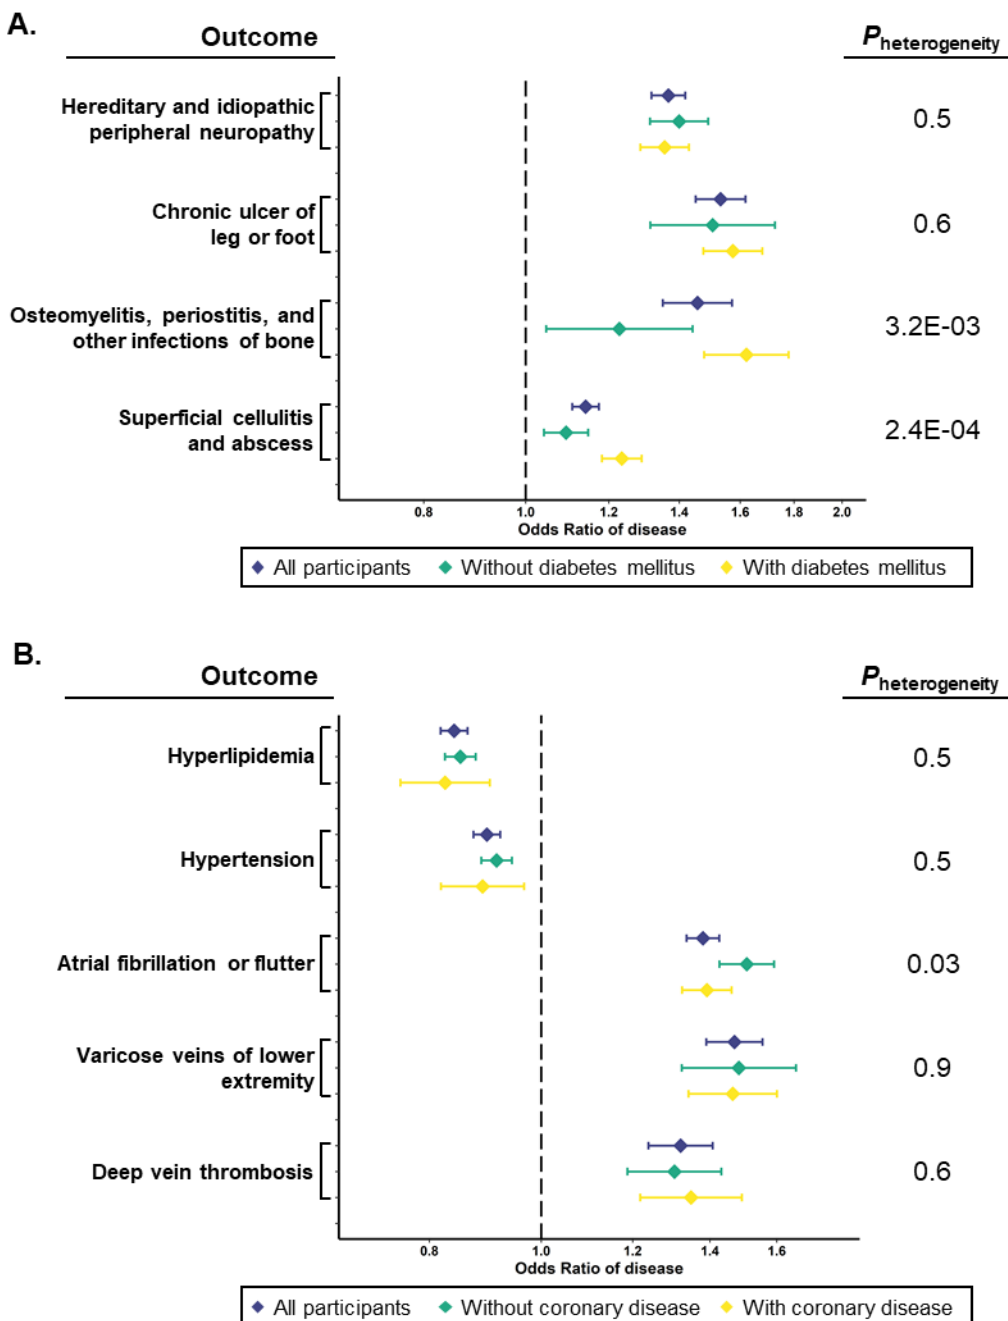 A.
Outcome
P heterogeneity
Hereditary and idiopathic
peripheral neuropathy
0.5
Chronic ulcer of
leg or foot
0.6
Osteomyelitis, periostitis, and
other infections of bone
3.2E-03
Superficial cellulitis
and abscess
2.4E-04
0.8 1.0 1.2 1.4 1.6 1.8 2.0
Odds Ratio of disease
All participants Without diabetes mellitus With diabetes mellitus
B.
Outcome
P heterogeneity
Hyperlipidemia
0.5
Hypertension
0.5
Atrial fibrillation or flutter
0.03
Varicose veins of lower
extremity
0.9
Deep vein thrombosis
0.6
0.8 1.0 1.2 1.4 1.6
Odds Ratio of disease
All participants Without coronary disease With coronary disease